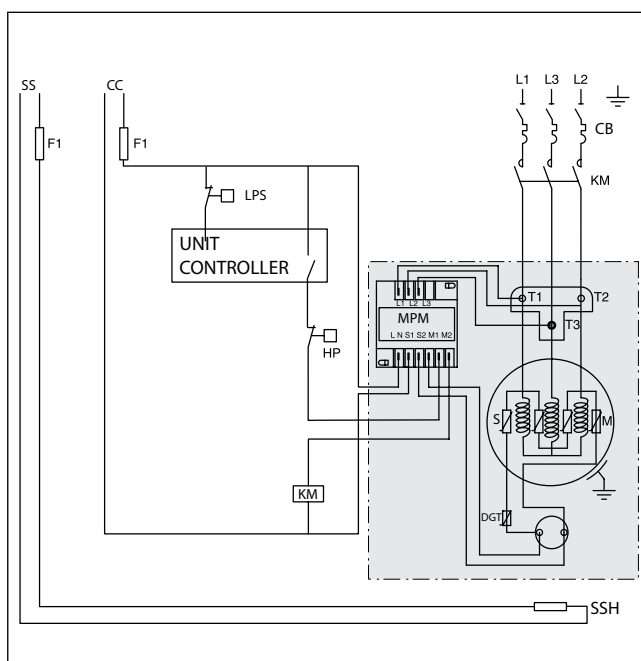 SS CC L1 L3 L2
F1 F1 CB
KM
LPS
UNIT
CONTROLLER
L1 L2 L3
MPM
L N S1 S2 M1 M2
T1 T2
T3
HP
S M
KM
DGT
SSH